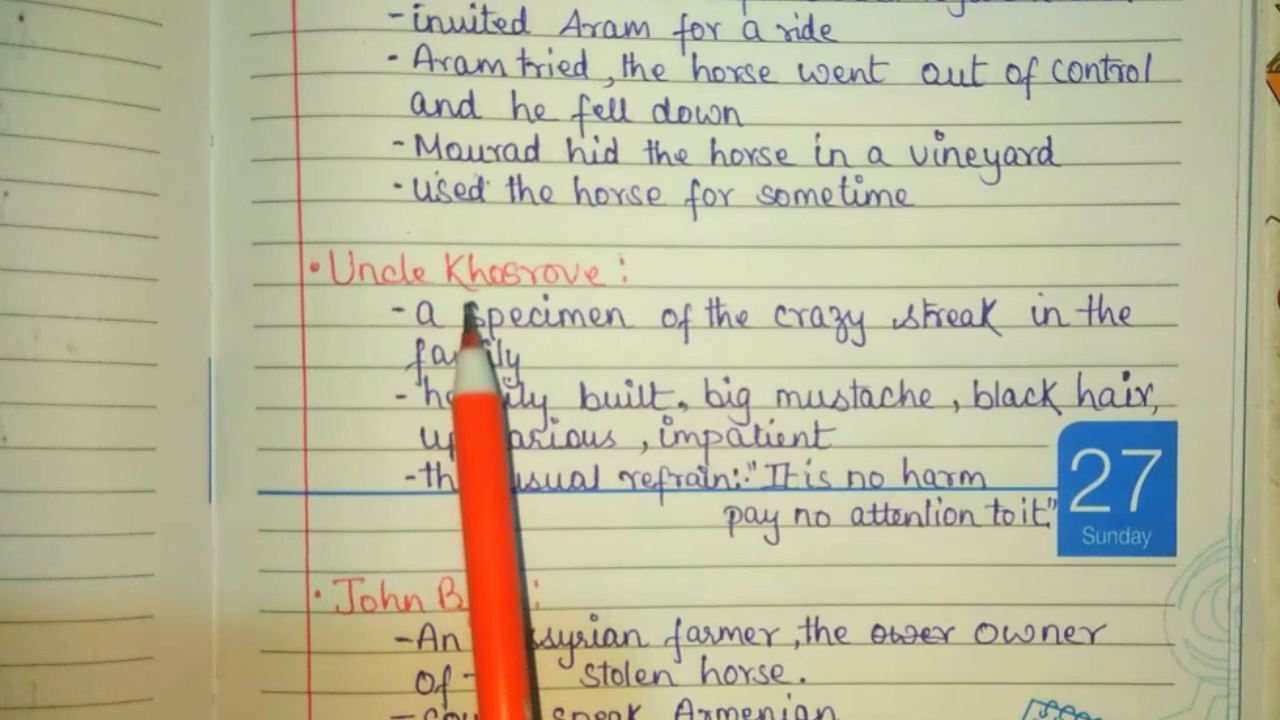 -invited Aram for a ride
-Aram tried, the horse went out of control
and he fell down
-Mourad hid the horse in a vineyard
-used the horse for sometime
• Uncle Khosrove:
-a specimen of the crazy streak in the
- built, big mustache, black hair,
, impatient
- usual refrain:-"It is no harm
pay no attention to it."
27
Sunday
• John
-An farmer, the ower owner
of stolen horse.
speak Armenian